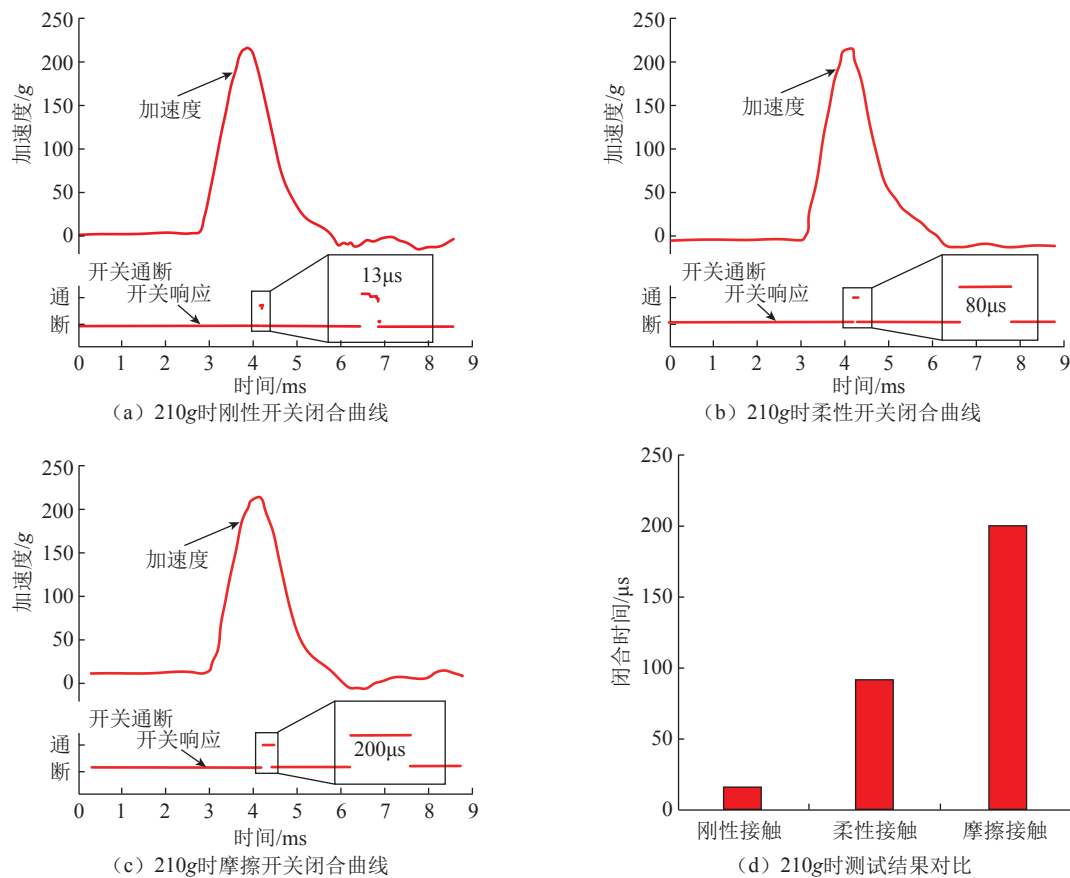 250
200
150
100
50
0
加速度/g
加速度
开关通断
开关响应
通
断
13μs
0 1 2 3 4 5 6 7 8 9
时间/ms
(a) 210g时刚性开关闭合曲线
250
200
150
100
50
0
加速度/g
加速度
开关通断
开关响应
通
断
80μs
0 1 2 3 4 5 6 7 8 9
时间/ms
(b) 210g时柔性开关闭合曲线
250
200
150
100
50
0
加速度/g
加速度
开关通断
开关响应
通
断
200μs
0 1 2 3 4 5 6 7 8 9
时间/ms
(c) 210g时摩擦开关闭合曲线
250
200
150
100
50
0
闭合时间/μs
刚性接触 柔性接触 摩擦接触
(d) 210g时测试结果对比